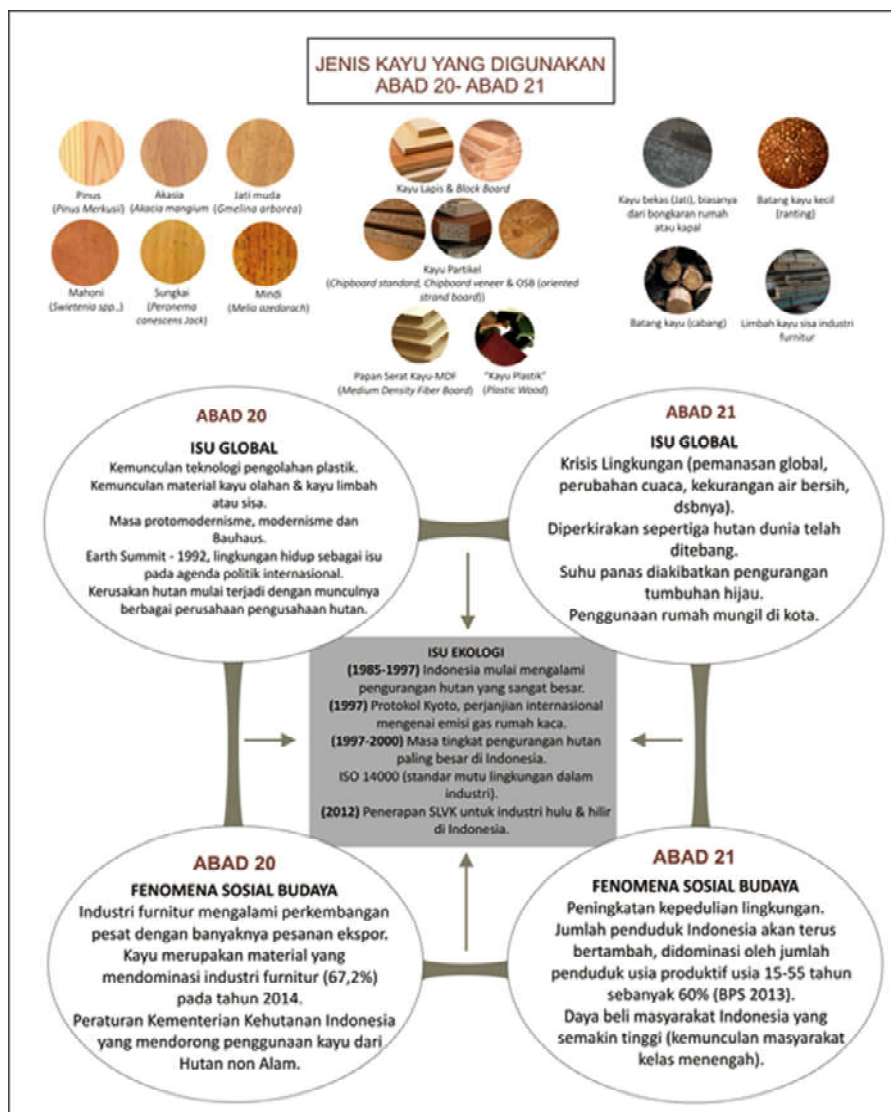 JENIS KAYU YANG DIGUNAKAN
ABAD 20- ABAD 21
Pinus
(Pinus Merkusii)
Akasia
(Akacia mangium
Jati muda
(Gmelina arborea)
Mahoni
(Swietenia spp.,)
Sungkai
(Peronema
canescens Jack)
Mindi
(Melia azedarach)
Kayu Lapis & Block Board
Kayu Partikel
(Chipboard standard, Chipboard veneer & OSB (oriented
strand board))
Papan Serat Kayu-MDF
(Medium Density Fiber Board)
"Kayu Plastik"
(Plastic Wood)
Kayu bekas (Jati), biasanya
dari bongkaran rumah
atau kapal
Batang kayu kecil
(ranting)
Batang kayu (cabang)
Limbah kayu sisa industri
furnitur
ABAD 20
ISU GLOBAL
Kemunculan teknologi pengolahan plastik.
Kemunculan material kayu olahan & kayu limbah
atau sisa.
Masa protomodernisme, modernisme dan
Bauhaus.
Earth Summit - 1992, lingkungan hidup sebagai isu
pada agenda politik internasional.
Kerusakan hutan mulai terjadi dengan munculnya
berbagai perusahaan pengusahaan hutan.
ABAD 21
ISU GLOBAL
Krisis Lingkungan (pemanasan global,
perubahan cuaca, kekurangan air bersih,
dsbnya).
Diperkirakan sepertiga hutan dunia telah
ditebang.
Suhu panas diakibatkan pengurangan
tumbuhan hijau.
Penggunaan rumah mungil di kota.
ISU EKOLOGI
(1985-1997) Indonesia mulai mengalami
pengurangan hutan yang sangat besar.
(1997) Protokol Kyoto, perjanjian internasional
mengenai emisi gas rumah kaca.
(1997-2000) Masa tingkat pengurangan hutan
paling besar di Indonesia.
ISO 14000 (standar mutu lingkungan dalam
industri).
(2012) Penerapan SLVK untuk industri hulu & hilir
di Indonesia.
ABAD 20
FENOMENA SOSIAL BUDAYA
Industri furnitur mengalami perkembangan
pesat dengan banyaknya pesanan ekspor.
Kayu merupakan material yang
mendominasi industri furnitur (67,2%)
pada tahun 2014.
Peraturan Kementerian Kehutanan Indonesia
yang mendorong penggunaan kayu dari
Hutan non Alam.
ABAD 21
FENOMENA SOSIAL BUDAYA
Peningkatan kepedulian lingkungan.
Jumlah penduduk Indonesia akan terus
bertambah, didominasi oleh jumlah
penduduk usia produktif usia 15-55 tahun
sebanyak 60% (BPS 2013).
Daya beli masyarakat Indonesia yang
semakin tinggi (kemunculan masyarakat
kelas menengah).